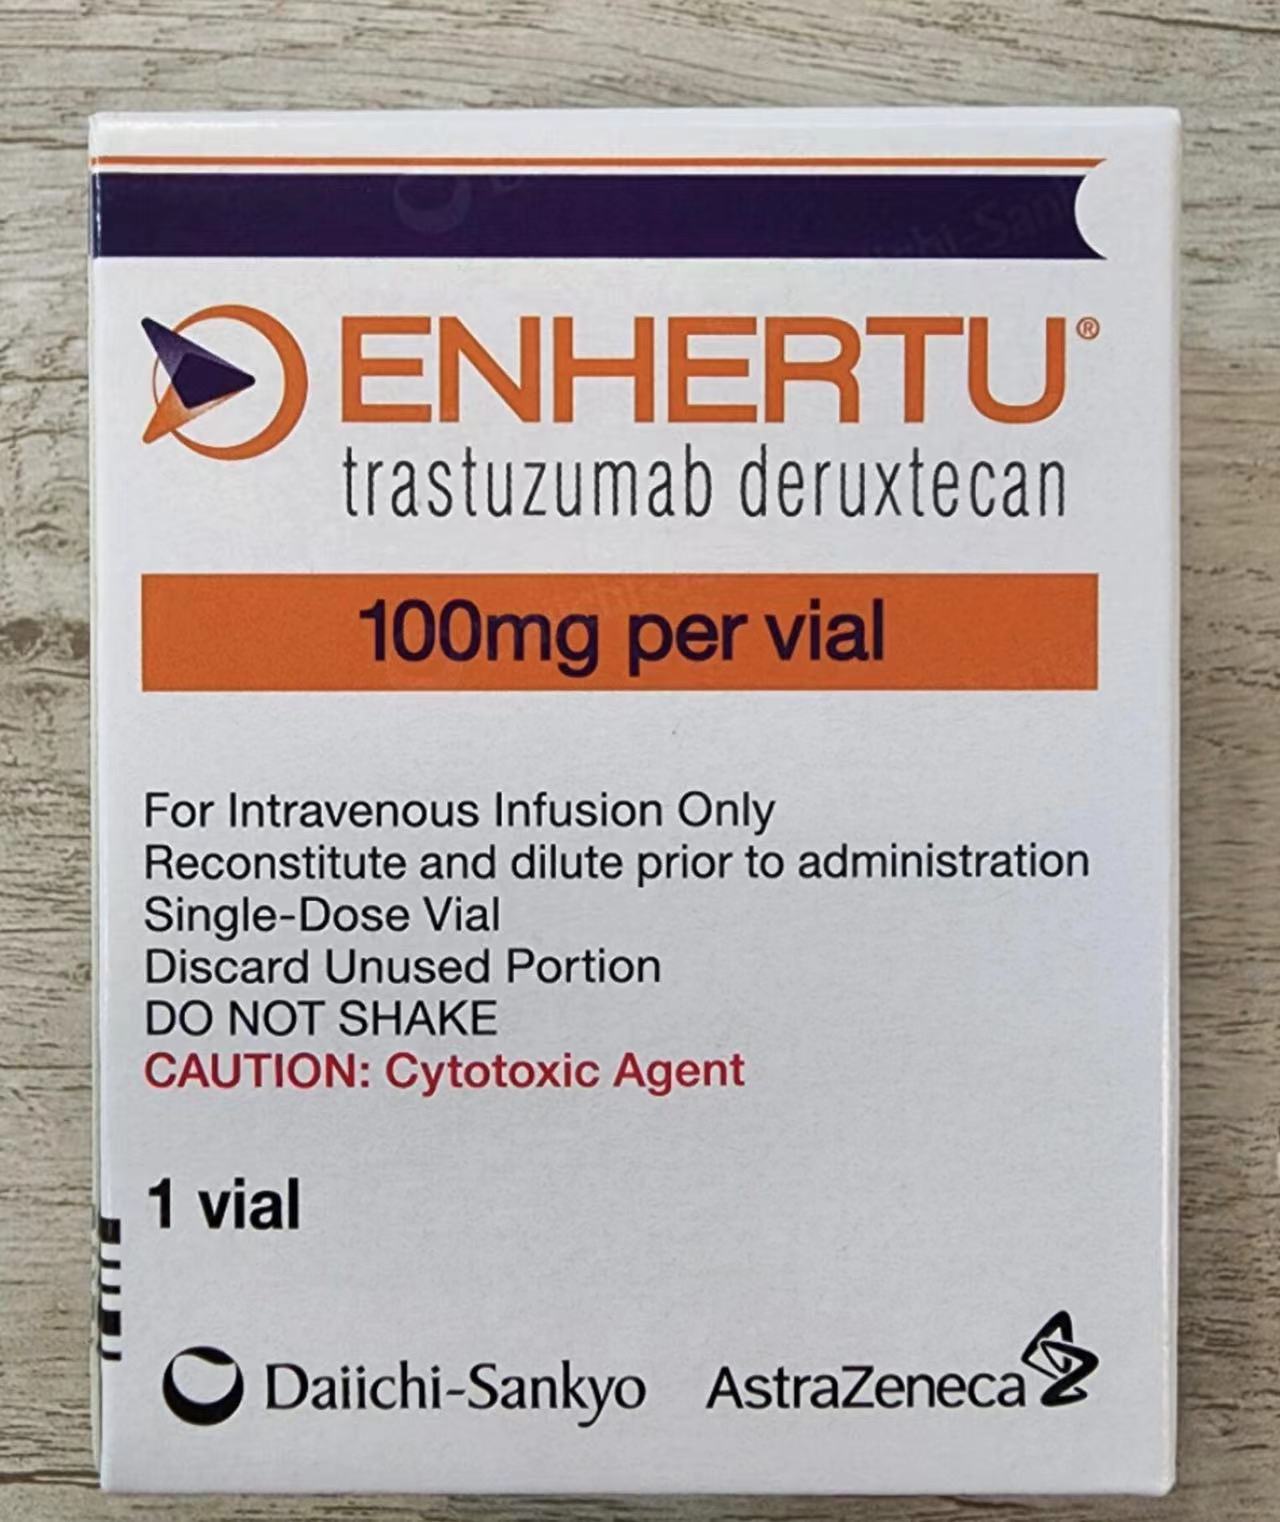 ENHERTU®
trastuzumab deruxtecan
100mg per vial
For Intravenous Infusion Only
Reconstitute and dilute prior to administration
Single-Dose Vial
Discard Unused Portion
DO NOT SHAKE
CAUTION: Cytotoxic Agent
1 vial
Daiichi-Sankyo AstraZeneca